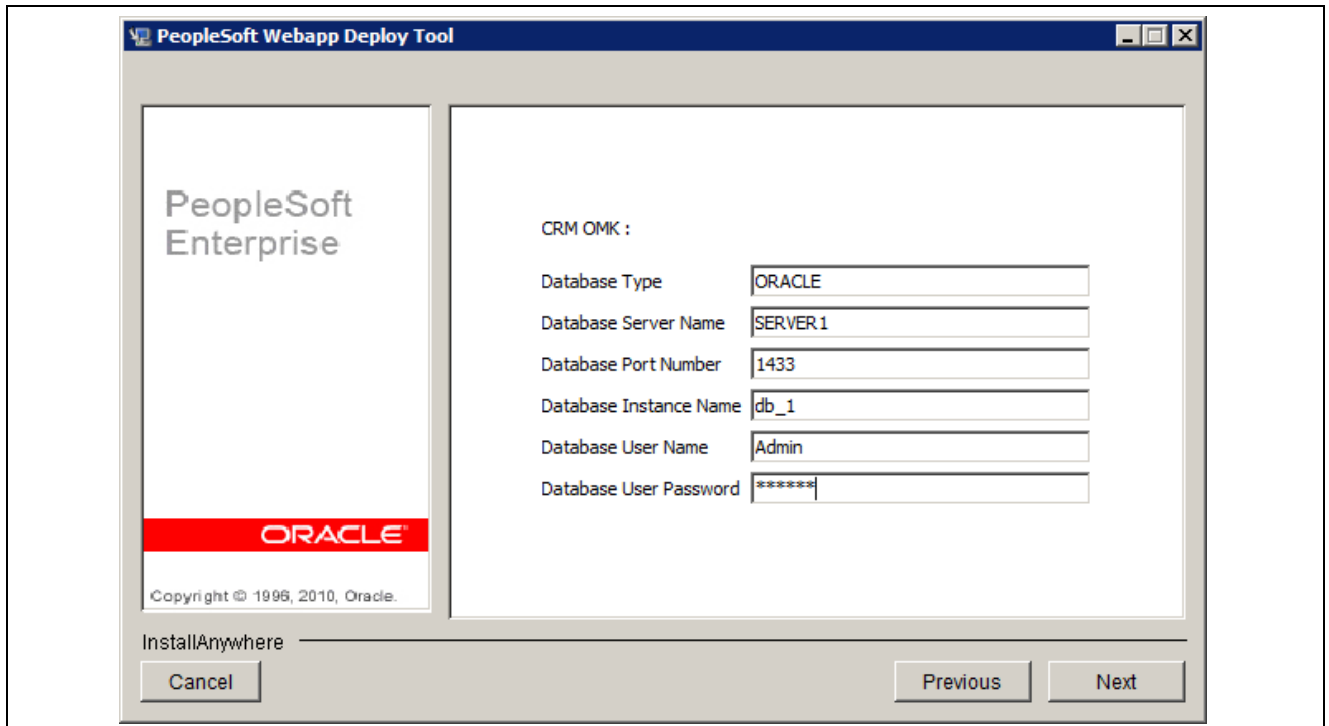 PeopleSoft Webapp Deploy Tool
PeopleSoft
Enterprise
CRM OMK :
Database Type ORACLE
Database Server Name SERVER1
Database Port Number 1433
Database Instance Name db_1
Database User Name Admin
Database User Password ******
ORACLE
Copyright © 1996, 2010, Oracle.
InstallAnywhere
Cancel Previous Next